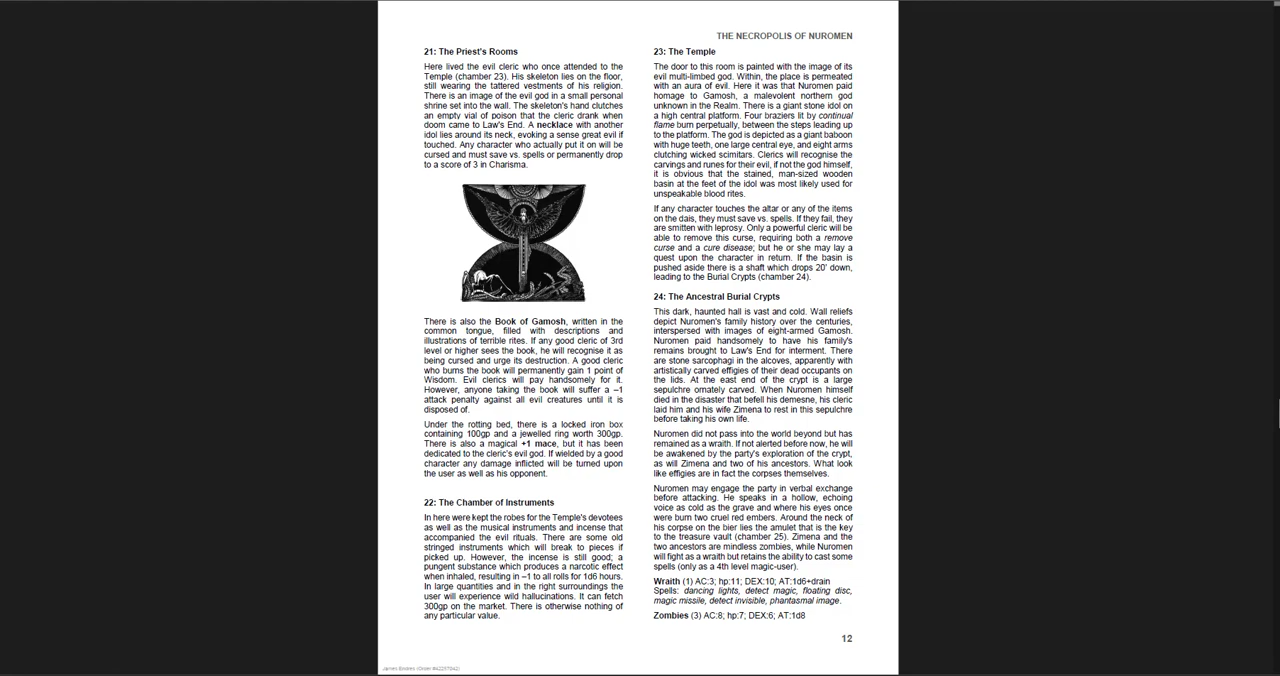 THE NECROPOLIS OF NUROMEN
21: The Priest's Rooms
Here lived the evil cleric who once attended to the
Temple (chamber 23). His skeleton lies on the floor,
still wearing the tattered vestments of his religion.
There is an image of the evil god in a small personal
shrine set into the wall. The skeleton's hand clutches
an empty vial of poison that the cleric drank when
doom came to Law's End. A necklace with another
idol lies around its neck, evoking a sense great evil if
touched. Any character who actually put it on will be
cursed and must save vs. spells or permanently drop
to a score of 3 in Charisma.
There is also the Book of Gamosh, written in the
common tongue, filled with descriptions and
illustrations of terrible rites. If any good cleric of 3rd
level or higher sees the book, he will recognise it as
being cursed and urge its destruction. A good cleric
who burns the book will permanently gain 1 point of
Wisdom. Evil clerics will pay handsomely for it.
However, anyone taking the book will suffer a –1
attack penalty against all evil creatures until it is
disposed of.
Under the rotting bed, there is a locked iron box
containing 100gp and a jewelled ring worth 300gp.
There is also a magical +1 mace, but it has been
dedicated to the cleric's evil god. If wielded by a good
character any damage inflicted will be turned upon
the user as well as his opponent.
22: The Chamber of Instruments
In here were kept the robes for the Temple's devotees
as well as the musical instruments and incense that
accompanied the evil rituals. There are some old
stringed instruments which will break to pieces if
picked up. However, the incense is still good; a
pungent substance which produces a narcotic effect
when inhaled, resulting in –1 to all rolls for 1d6 hours.
In large quantities and in the right surroundings the
user will experience wild hallucinations. It can fetch
300gp on the market. There is otherwise nothing of
any particular value.
23: The Temple
The door to this room is painted with the image of its
evil multi-limbed god. Within, the place is permeated
with an aura of evil. Here it was that Nuromen paid
homage to Gamosh, a malevolent northern god
unknown in the Realm. There is a giant stone idol on
a high central platform. Four braziers lit by continual
flame burn perpetually, between the steps leading up
to the platform. The god is depicted as a giant baboon
with huge teeth, one large central eye, and eight arms
clutching wicked scimitars. Clerics will recognise the
carvings and runes for their evil, if not the god himself,
it is obvious that the stained, man-sized wooden
basin at the feet of the idol was most likely used for
unspeakable blood rites.
If any character touches the altar or any of the items
on the dais, they must save vs. spells. If they fail, they
are smitten with leprosy. Only a powerful cleric will be
able to remove this curse, requiring both a remove
curse and a cure disease; but he or she may lay a
quest upon the character in return. If the basin is
pushed aside there is a shaft which drops 20' down,
leading to the Burial Crypts (chamber 24).
24: The Ancestral Burial Crypts
This dark, haunted hall is vast and cold. Wall reliefs
depict Nuromen's family history over the centuries,
interspersed with images of eight-armed Gamosh.
Nuromen paid handsomely to have his family's
remains brought to Law's End for interment. There
are stone sarcophagi in the alcoves, apparently with
artistically carved effigies of their dead occupants on
the lids. At the east end of the crypt is a large
sepulchre ornately carved. When Nuromen himself
died in the disaster that befell his demesne, his cleric
laid him and his wife Zimena to rest in this sepulchre
before taking his own life.
Nuromen did not pass into the world beyond but has
remained as a wraith. If not alerted before now, he will
be awakened by the party's exploration of the crypt,
as will Zimena and two of his ancestors. What look
like effigies are in fact the corpses themselves.
Nuromen may engage the party in verbal exchange
before attacking. He speaks in a hollow, echoing
voice as cold as the grave and where his eyes once
were burn two cruel red embers. Around the neck of
his corpse on the bier lies the amulet that is the key
to the treasure vault (chamber 25). Zimena and the
two ancestors are mindless zombies, while Nuromen
will fight as a wraith but retains the ability to cast some
spells (only as a 4th level magic-user).
Wraith (1) AC:3; hp:11; DEX:10; AT:1d6+drain
Spells: dancing lights, detect magic, floating disc,
magic missile, detect invisible, phantasmal image.
Zombies (3) AC:8; hp:7; DEX:6; AT:1d8
12
James (Order